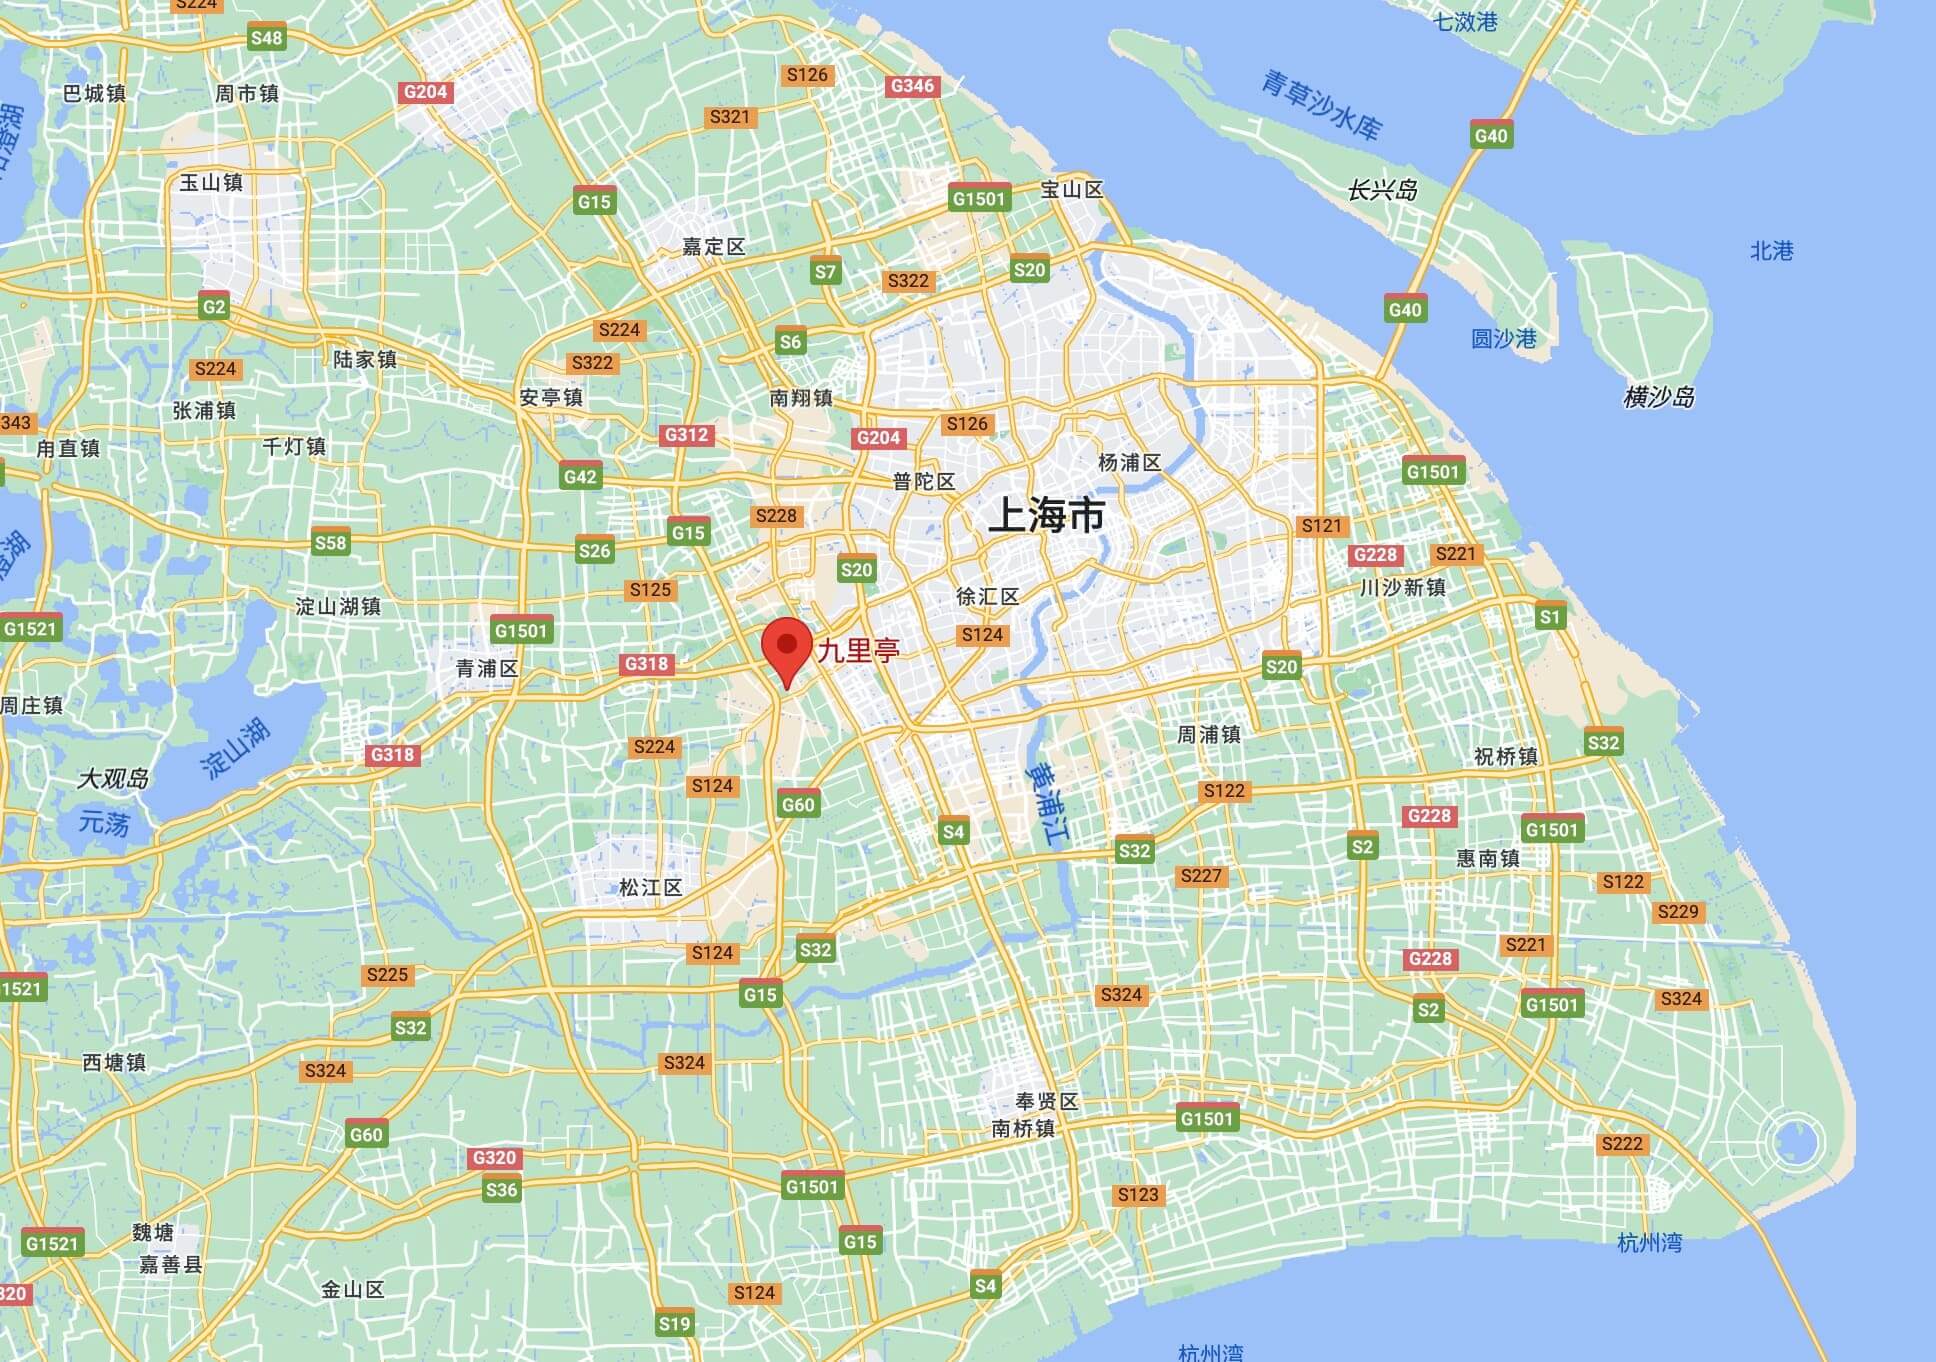 S224
七滧港
S48
S126
G346
巴城镇
周市镇
G204
青草沙水库
S321
G40
玉山镇
G15
G1501
宝山区
长兴岛
嘉定区
北港
S7
S20
S322
G2
G40
S224
S6
圆沙港
陆家镇
S322
S224
安亭镇
南翔镇
横沙岛
张浦镇
343
S126
G312
G204
甪直镇
千灯镇
杨浦区
G42
普陀区
G1501
上海市
S228
S121
G15
S58
S26
G228
S221
S20
S125
川沙新镇
徐汇区
淀山湖镇
S1
G1521
G1501
S124
九里亭
G318
青浦区
S20
周庄镇
淀山湖
周浦镇
S32
S224
G318
祝桥镇
大观岛
S124
黄浦江
S122
G60
元荡
G228
G1501
S4
S32
S2
惠南镇
松江区
S227
S122
S229
S124
S32
S221
G228
S225
1521
G15
S324
S324
G1501
S2
S32
西塘镇
S324
S324
奉贤区
南桥镇
G1501
G60
S222
G320
S36
G1501
S123
魏塘
G1521
G15
杭州湾
嘉善县
金山区
S4
320
S124
S19
杭州湾